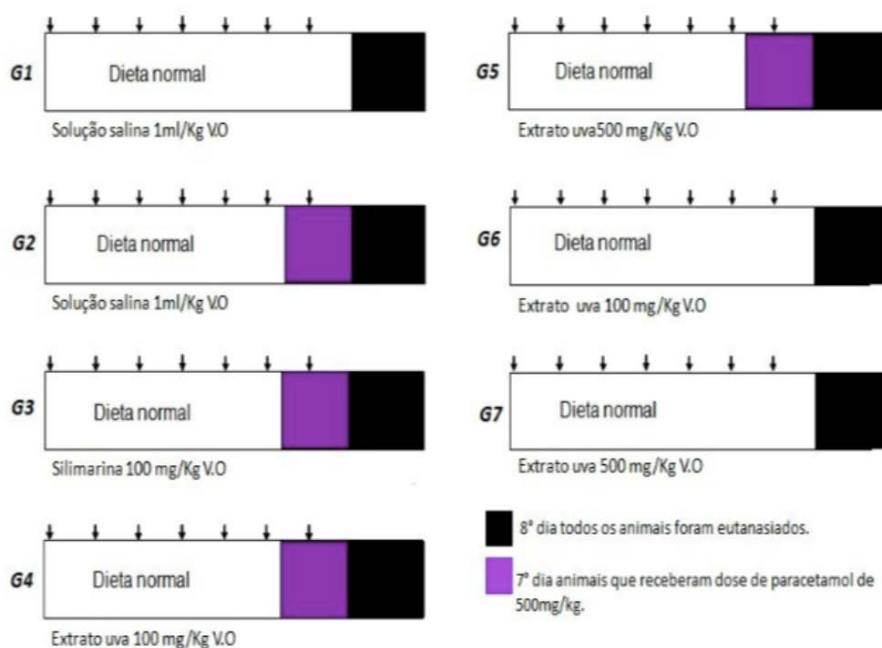 G1
Dieta normal
Solução salina 1ml/Kg V.O
G2
Dieta normal
Solução salina 1ml/Kg V.O
G3
Dieta normal
Silimarina 100 mg/Kg V.O
G4
Dieta normal
Extrato uva 100 mg/Kg V.O
G5
Dieta normal
Extrato uva500 mg/Kg V.O
G6
Dieta normal
Extrato uva 100 mg/Kg V.O
G7
Dieta normal
Extrato uva 500 mg/Kg V.O
8° dia todos os animais foram eutanasiados.
7° dia animais que receberam dose de paracetamol de
500mg/kg.